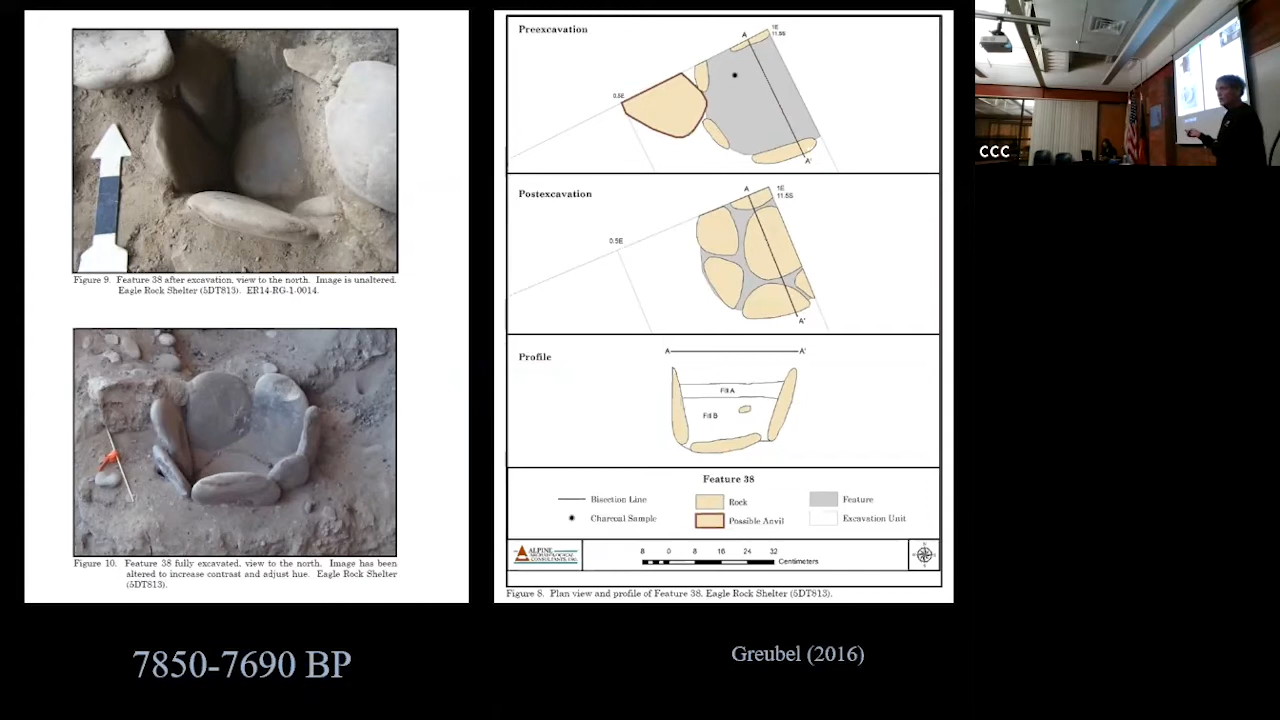 Figure 9. Feature 38 after excavation, view to the north. Image is unaltered.
Eagle Rock Shelter (5DT813). ER14-RG-1-0014.
Figure 10. Feature 38 fully excavated, view to the north. Image has been
altered to increase contrast and adjust hue. Eagle Rock Shelter
(5DT813).
7850-7690 BP
Preexcavation
A
1E
11.5S
0.5E
A'
Postexcavation
A
1E
11.5S
0.5E
A'
A
A'
Profile
Fill A
Fill B
Feature 38
Bisection Line
Rock
Feature
Charcoal Sample
Possible Anvil
Excavation Unit
ALPINE
ARCHAEOLOGICAL
CONSULTANTS, INC.
8 0 8 16 24 32
Centimeters
Figure 8. Plan view and profile of Feature 38, Eagle Rock Shelter (5DT813).
Greubel (2016)
CCC